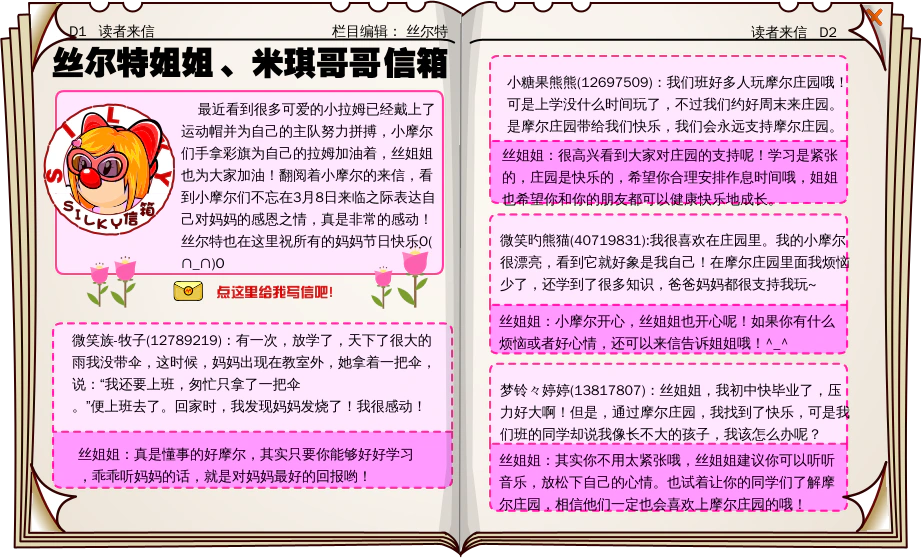 D1 读者来信
栏目编辑： 丝尔特
丝尔特姐姐、米琪哥哥信箱
SILKY
SILKY信箱
最近看到很多可爱的小拉姆已经戴上了
运动帽并为自己的主队努力拼搏，小摩尔
们手拿彩旗为自己的拉姆加油着，丝姐姐
也为大家加油！翻阅着小摩尔的来信，看
到小摩尔们不忘在3月8日来临之际表达自
己对妈妈的感恩之情，真是非常的感动！
丝尔特也在这里祝所有的妈妈节日快乐O(
∩_∩)O
点这里给我写信吧！
微笑族-牧子(12789219)：有一次，放学了，天下了很大的
雨我没带伞，这时候，妈妈出现在教室外，她拿着一把伞，
说：“我还要上班，匆忙只拿了一把伞
。”便上班去了。回家时，我发现妈妈发烧了！我很感动！
丝姐姐：真是懂事的好摩尔，其实只要你能够好好学习
，乖乖听妈妈的话，就是对妈妈最好的回报哟！
读者来信 D2
小糖果熊熊(12697509)：我们班好多人玩摩尔庄园哦！
可是上学没什么时间玩了，不过我们约好周末来庄园。
是摩尔庄园带给我们快乐，我们会永远支持摩尔庄园。
丝姐姐：很高兴看到大家对庄园的支持呢！学习是紧张
的，庄园是快乐的，希望你合理安排作息时间哦，姐姐
也希望你和你的朋友都可以健康快乐地成长。
微笑旳熊猫(40719831):我很喜欢在庄园里。我的小摩尔
很漂亮，看到它就好象是我自己！在摩尔庄园里面我烦恼
少了，还学到了很多知识，爸爸妈妈都很支持我玩~
丝姐姐：小摩尔开心，丝姐姐也开心呢！如果你有什么
烦恼或者好心情，还可以来信告诉姐姐哦！^_^
梦铃々婷婷(13817807)：丝姐姐，我初中快毕业了，压
力好大啊！但是，通过摩尔庄园，我找到了快乐，可是我
们班的同学却说我像长不大的孩子，我该怎么办呢？
丝姐姐：其实你不用太紧张哦，丝姐姐建议你可以听听
音乐，放松下自己的心情。也试着让你的同学们了解摩
尔庄园，相信他们一定也会喜欢上摩尔庄园的哦！